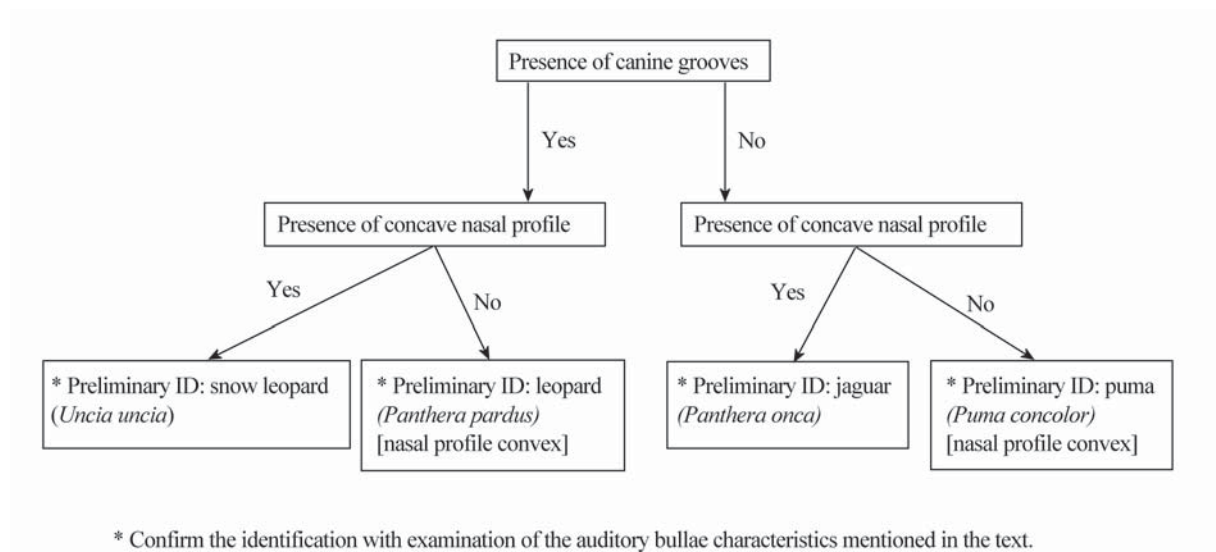 Presence of canine grooves
Yes
No
Presence of concave nasal profile
Presence of concave nasal profile
Yes
No
Yes
No
* Preliminary ID: snow leopard
(Uncia uncia)
* Preliminary ID: leopard
(Panthera pardus)
[nasal profile convex]
* Preliminary ID: jaguar
(Panthera onca)
* Preliminary ID: puma
(Puma concolor)
[nasal profile convex]
* Confirm the identification with examination of the auditory bullae characteristics mentioned in the text.